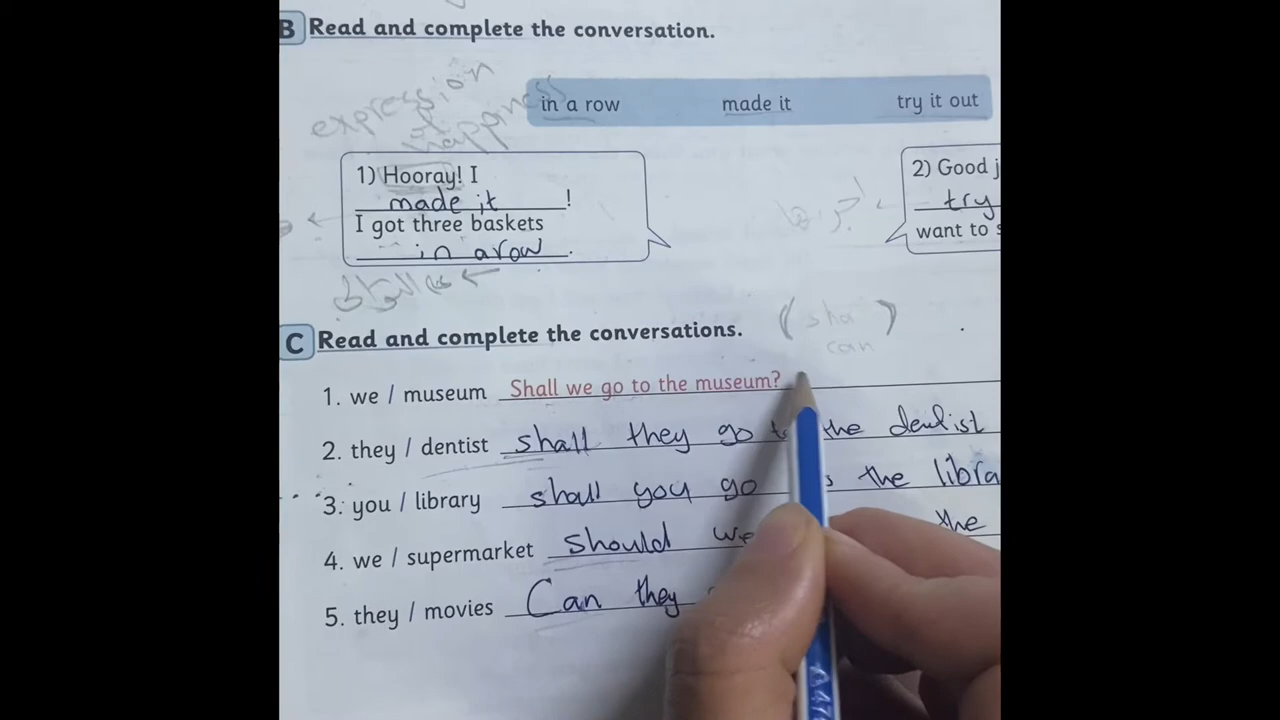 B Read and complete the conversation.
expression
of
happiness
in a row made it try it out
1) Hooray! I
made it !
I got three baskets
in arow .
2) Good j
try
want to s
C Read and complete the conversations.
( sha )
can
1. we / museum Shall we go to the museum?
2. they / dentist shall they go to the dentist
3. you / library shall you go the libra
4. we / supermarket should we the
5. they / movies Can they